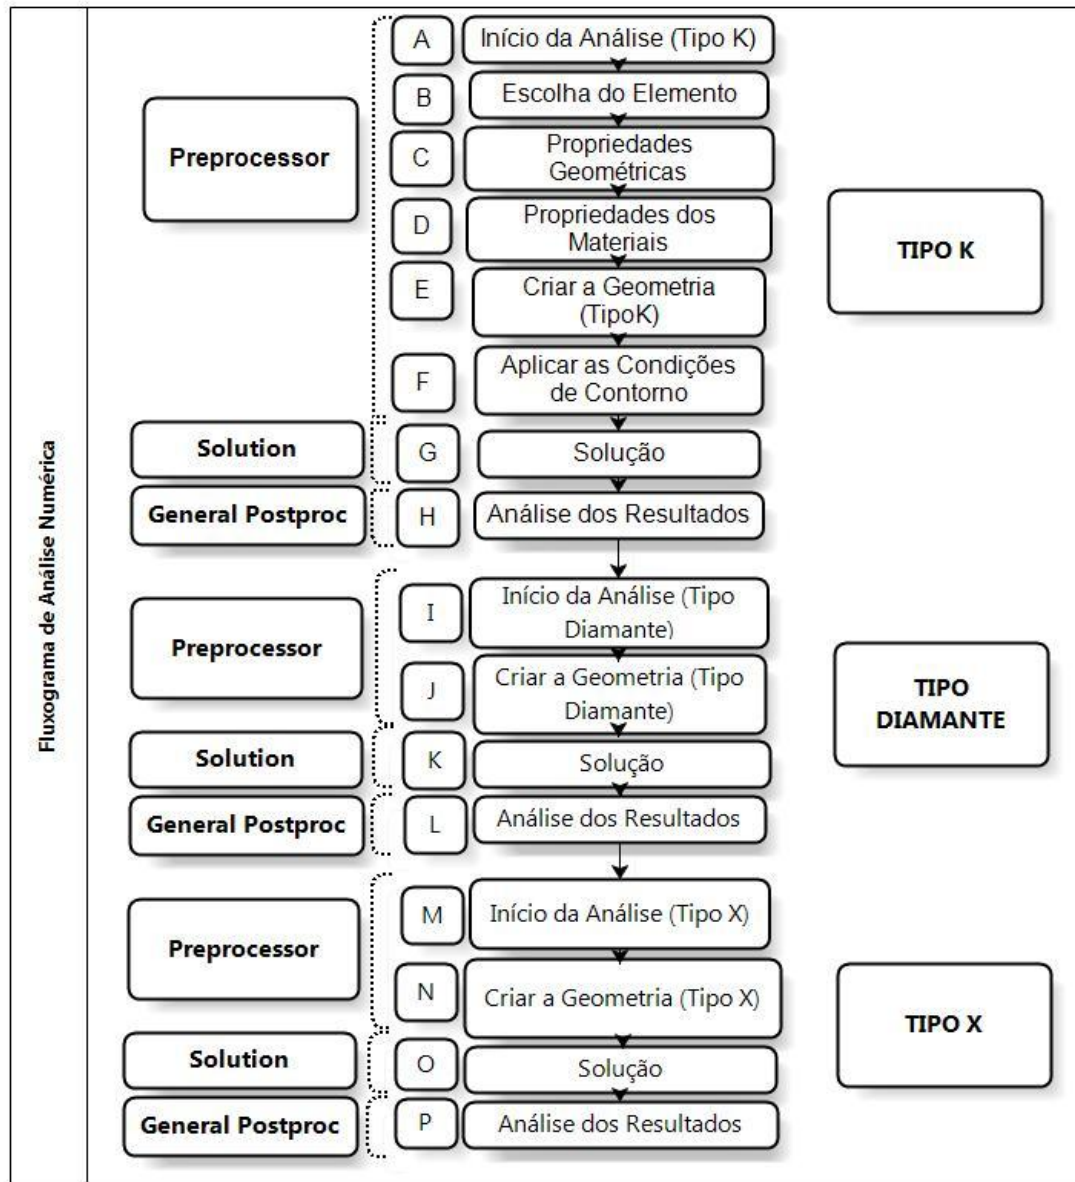 Fluxograma de Análise Numérica
Preprocessor
A
Início da Análise (Tipo K)
B
Escolha do Elemento
C
Propriedades
Geométricas
D
Propriedades dos
Materiais
E
Criar a Geometria
(TipoK)
F
Aplicar as Condições
de Contorno
TIPO K
Solution
G
Solução
General Postproc
H
Análise dos Resultados
Preprocessor
I
Início da Análise (Tipo
Diamante)
J
Criar a Geometria (Tipo
Diamante)
TIPO
DIAMANTE
Solution
K
Solução
General Postproc
L
Análise dos Resultados
Preprocessor
M
Início da Análise (Tipo X)
N
Criar a Geometria (Tipo X)
TIPO X
Solution
O
Solução
General Postproc
P
Análise dos Resultados